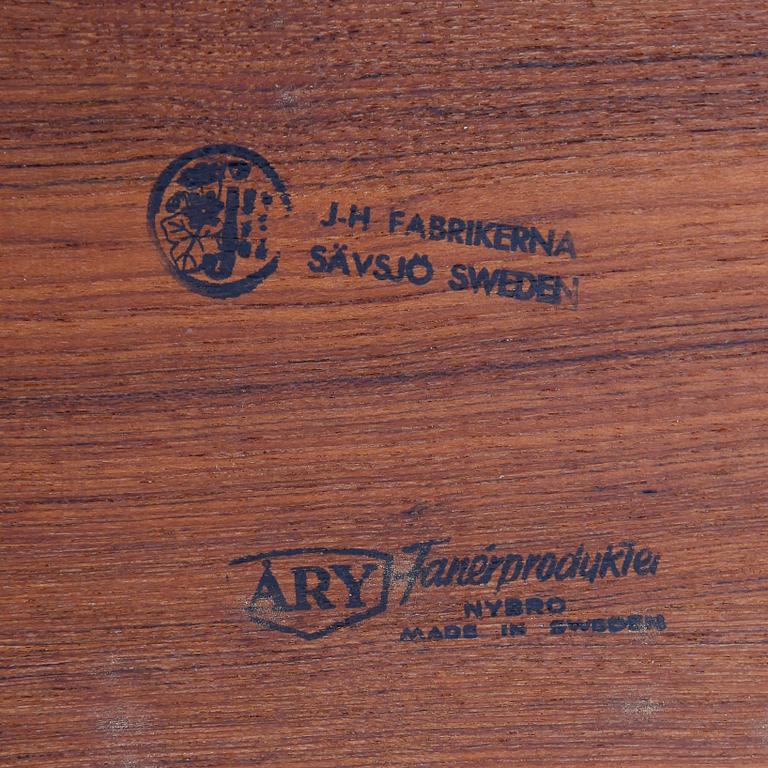 J-H FABRIKERNA
SÄVSJÖ SWEDEN
ÅRY Fanérprodukter
NYBRO
MADE IN SWEDEN